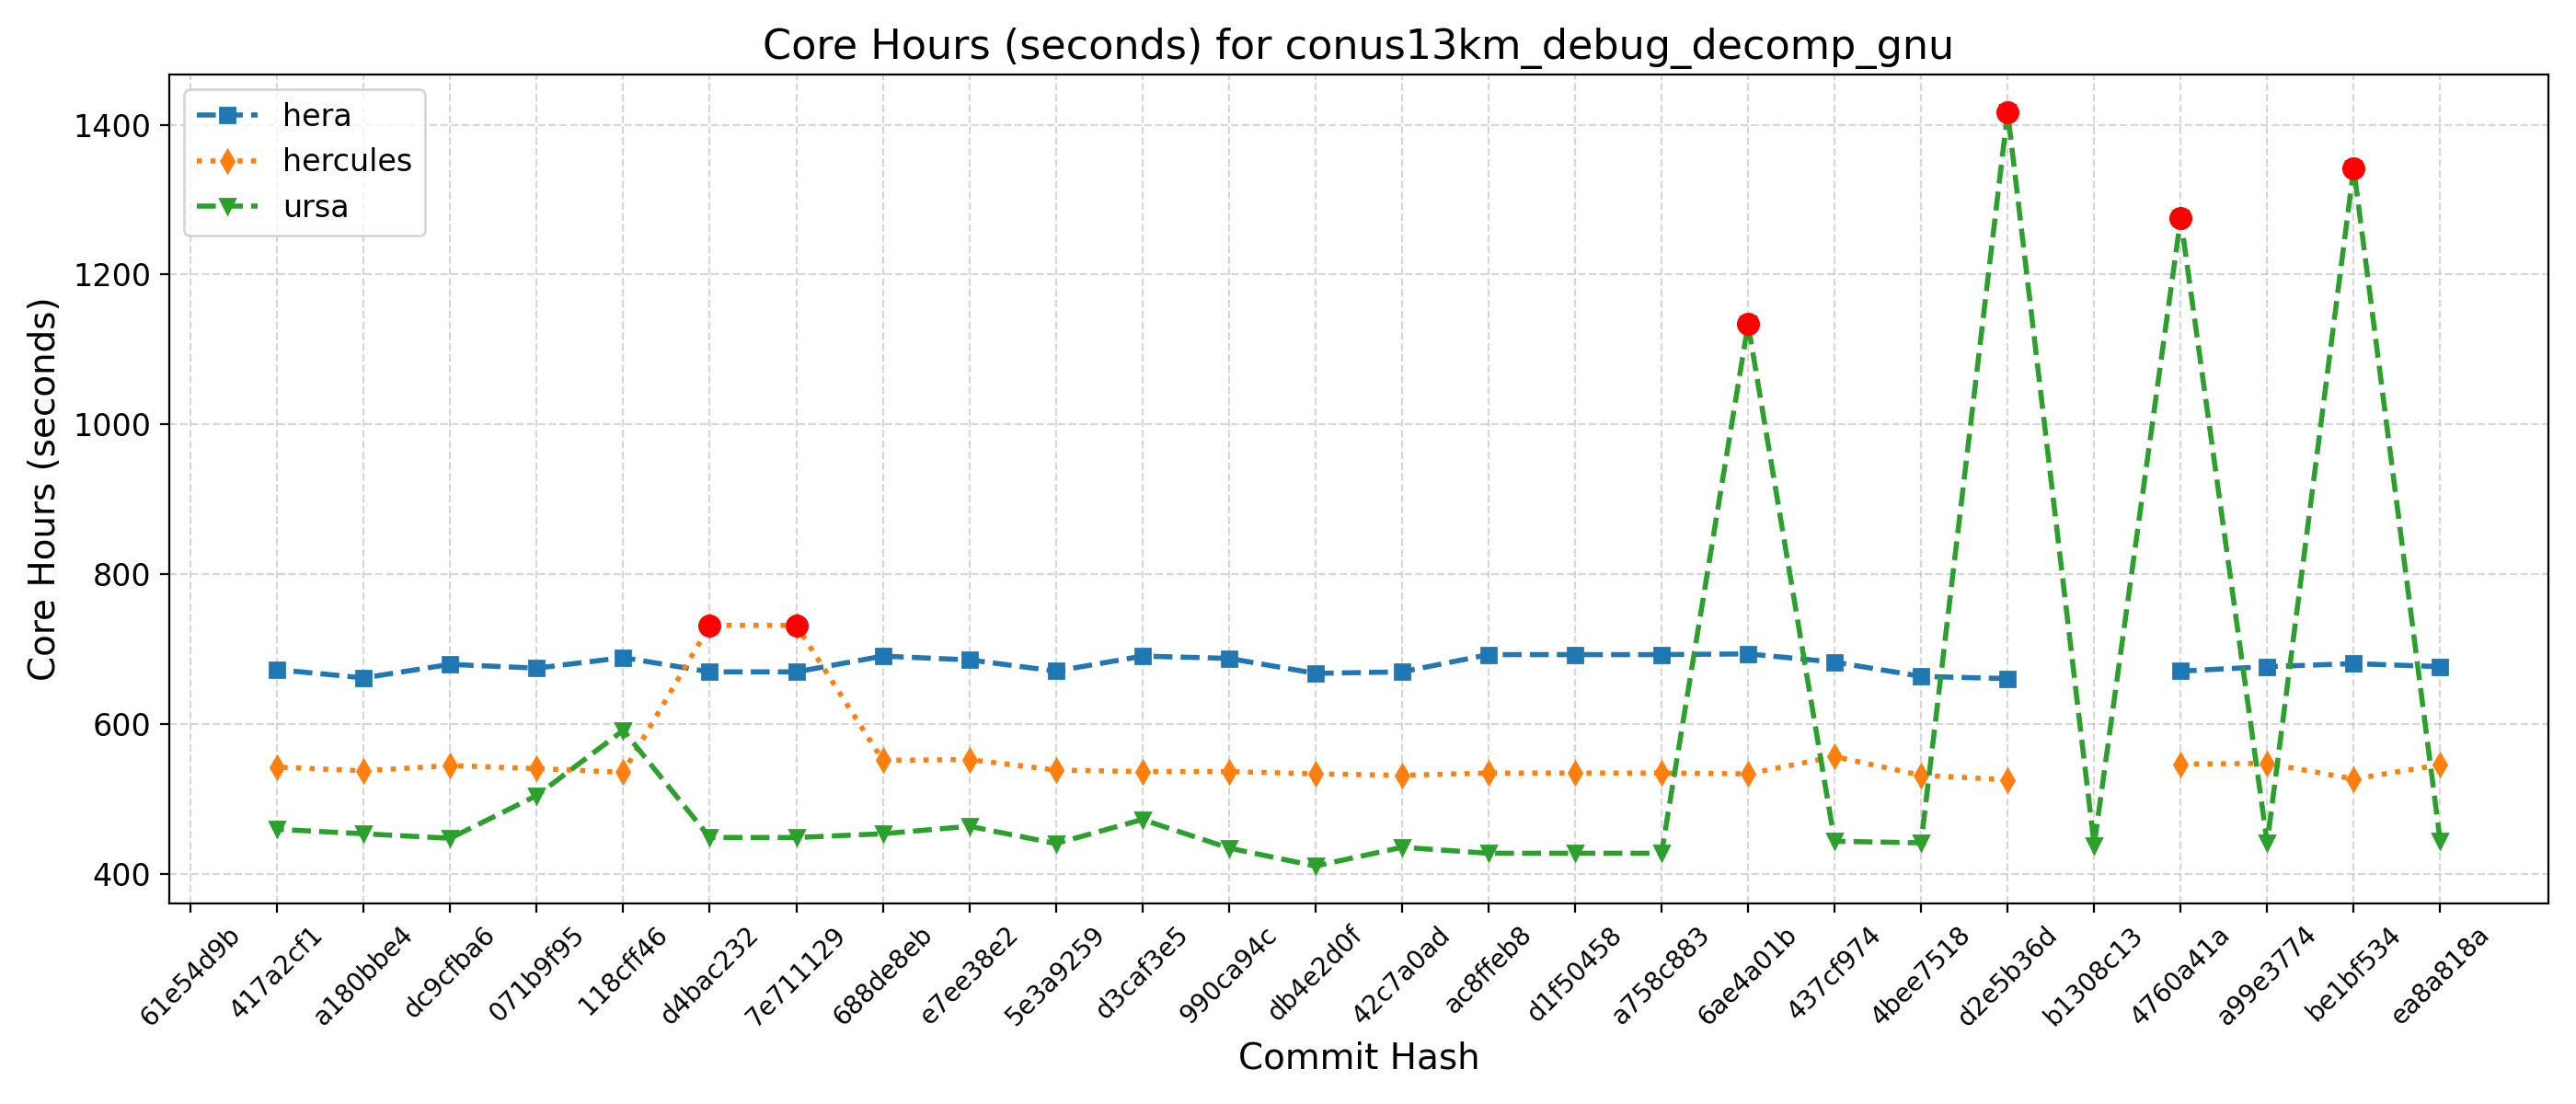 Core Hours (seconds) for conus13km_debug_decomp_gnu
hera
hercules
ursa
Core Hours (seconds)
1400
1200
1000
800
600
400
61e54d9b
417a2cf1
a180bbe4
dc9cfba6
071b9f95
118cff46
d4bac232
7e711129
688de8eb
e7ee38e2
5e3a9259
d3caf3e5
990ca94c
db4e2d0f
42c7a0ad
ac8ffeb8
d1f50458
a758c883
6ae4a01b
437cf974
4bee7518
d2e5b36d
b1308c13
4760a41a
a99e3774
be1bf534
ea8a818a
Commit Hash